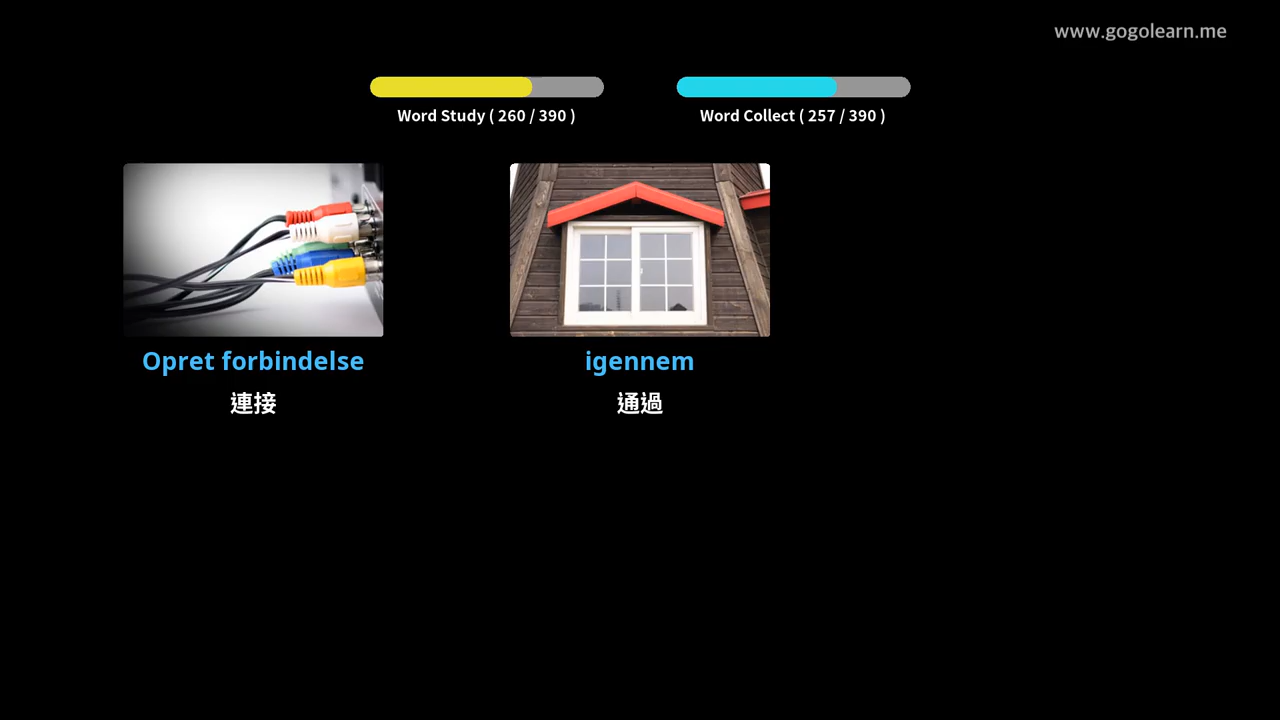 www.gogolearn.me
Word Study ( 260 / 390 )
Word Collect ( 257 / 390 )
Opret forbindelse
連接
igennem
通過